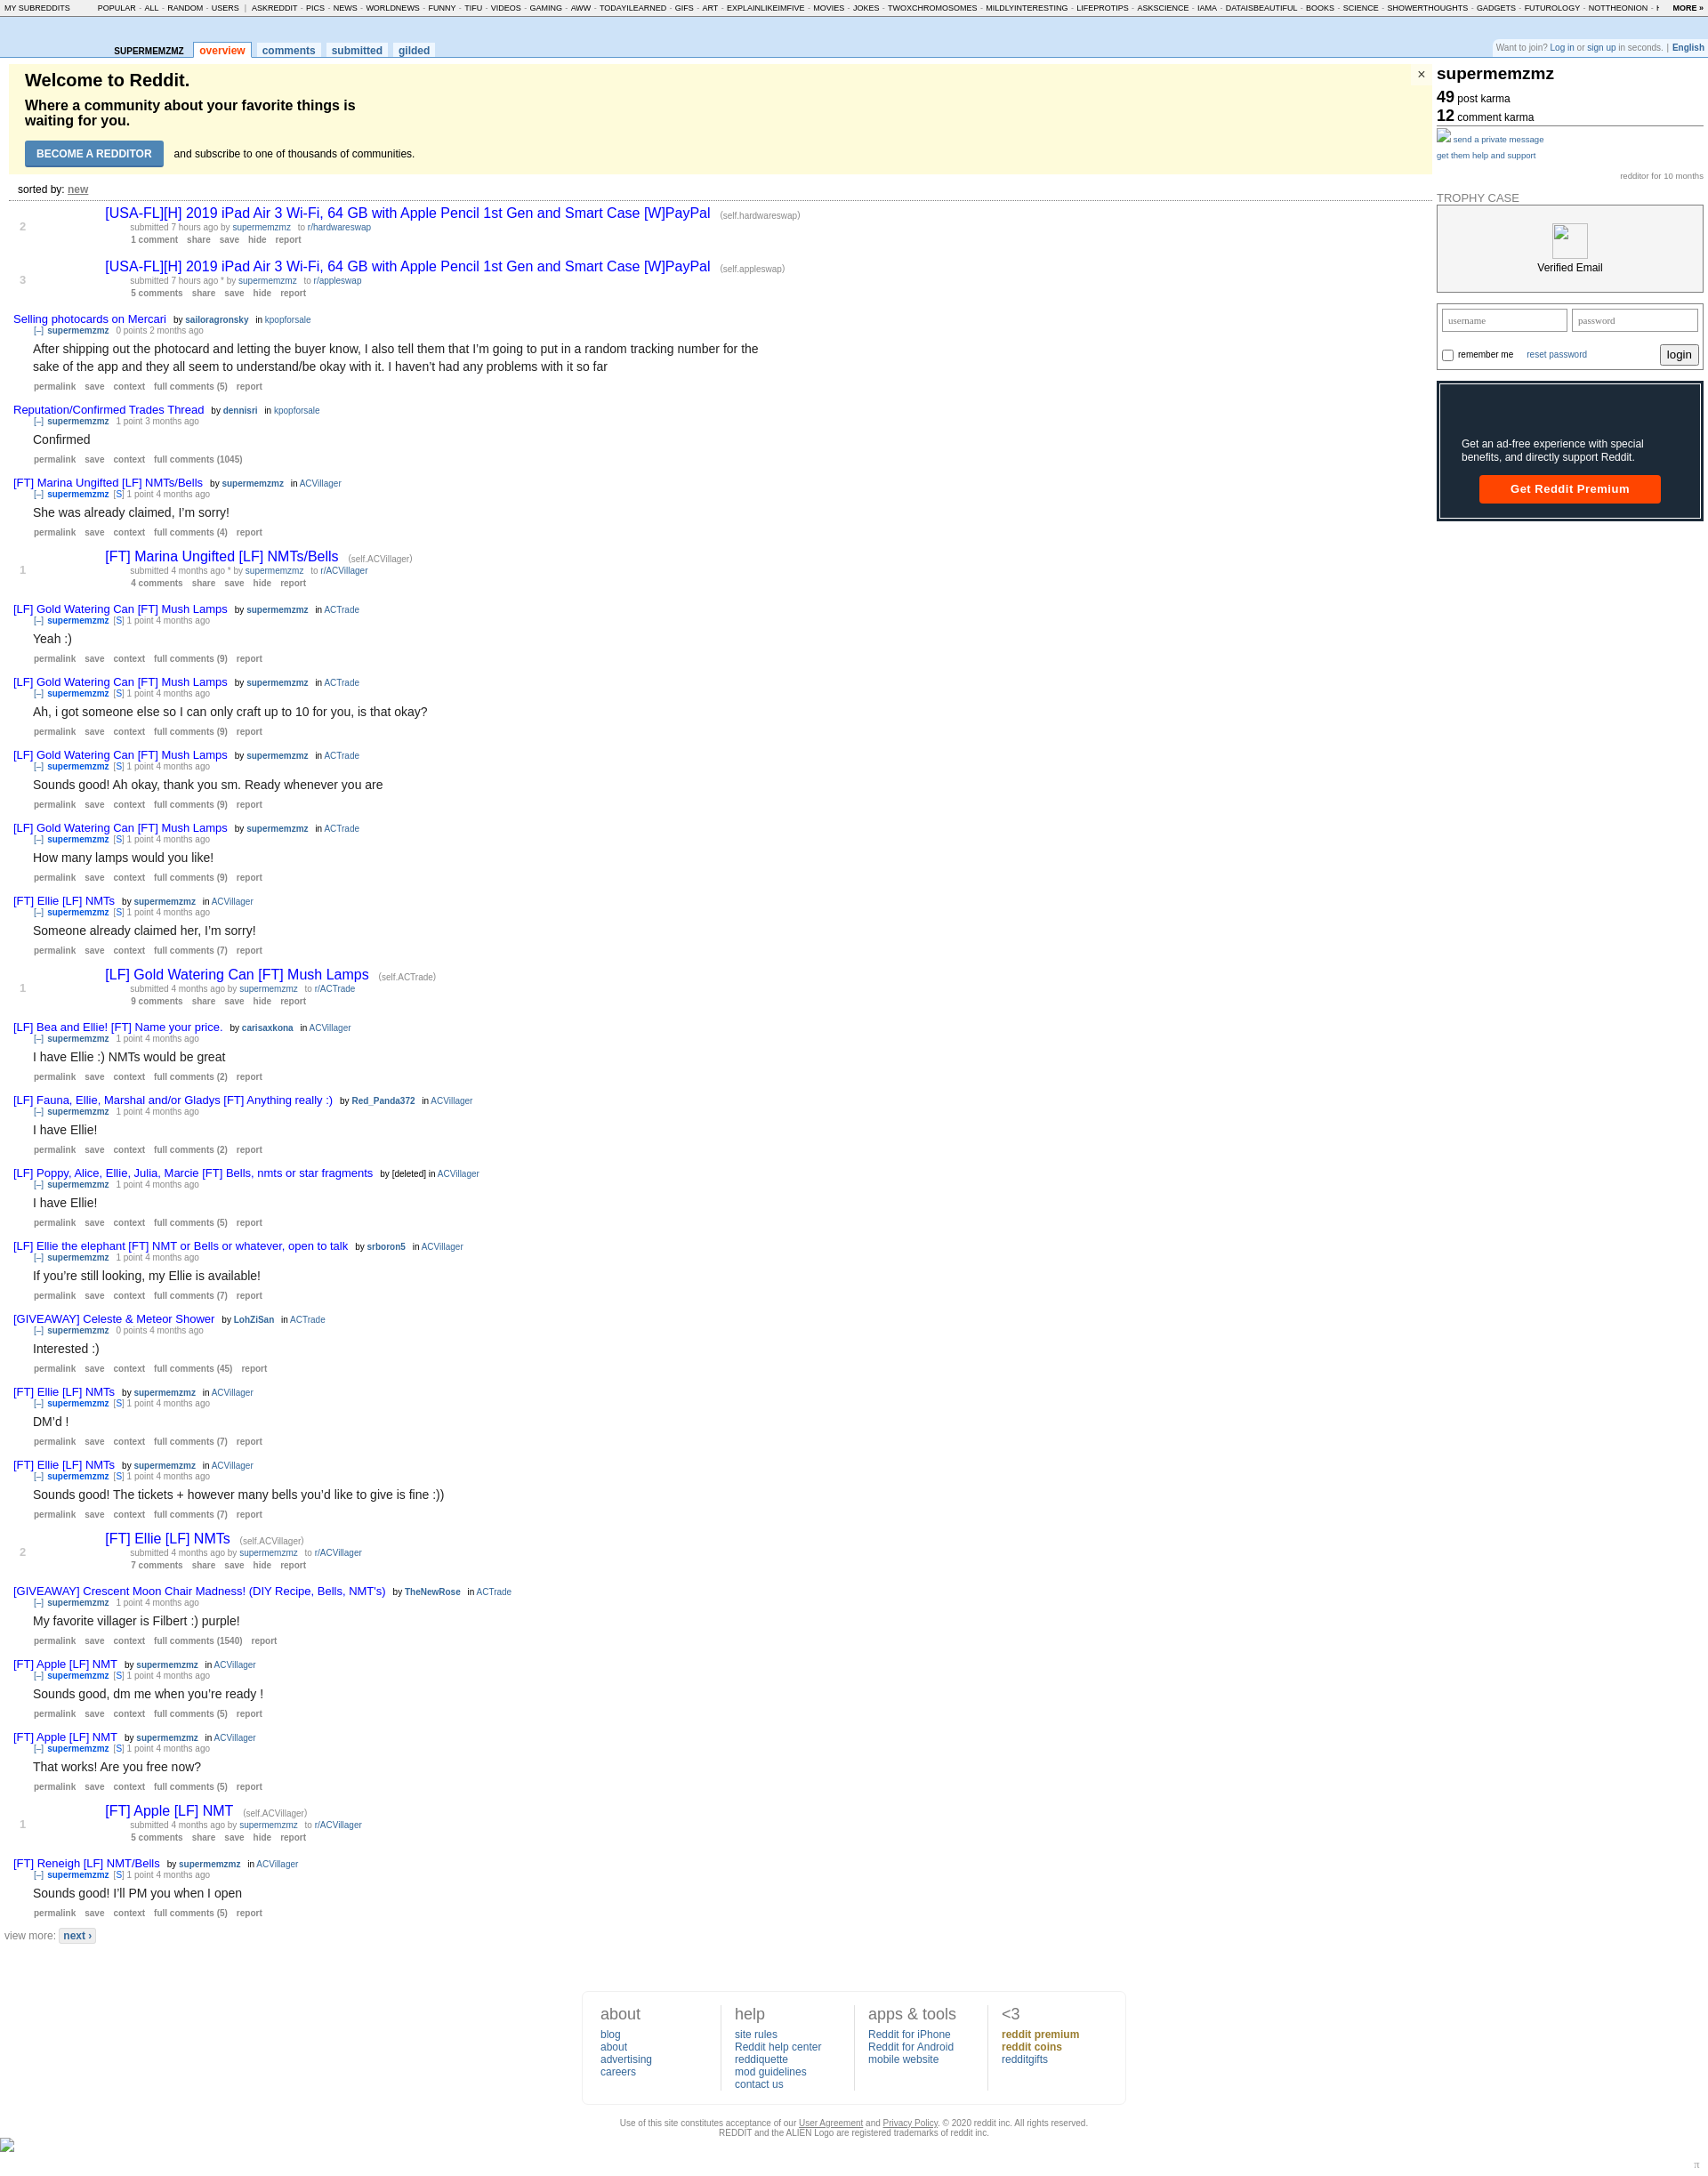 MY SUBREDDITS POPULAR - ALL - RANDOM - USERS | ASKREDDIT - PICS - NEWS - WORLDNEWS - FUNNY - TIFU - VIDEOS - GAMING - AWW - TODAYILEARNED - GIFS - ART - EXPLAINLIKEIMFIVE - MOVIES - JOKES - TWOXCHROMOSOMES - MILDLYINTERESTING - LIFEPROTIPS - ASKSCIENCE - IAMA - DATAISBEAUTIFUL - BOOKS - SCIENCE - SHOWERTHOUGHTS - GADGETS - FUTUROLOGY - NOTTHEONION - MORE »
SUPERMEMZMZ overview comments submitted gilded
Want to join? Log in or sign up in seconds. | English
Welcome to Reddit.
Where a community about your favorite things is
waiting for you.
BECOME A REDDITOR and subscribe to one of thousands of communities.
×
sorted by: new
2
[USA-FL][H] 2019 iPad Air 3 Wi-Fi, 64 GB with Apple Pencil 1st Gen and Smart Case [W]PayPal (self.hardwareswap)
submitted 7 hours ago by supermemzmz to r/hardwareswap
1 comment share save hide report
3
[USA-FL][H] 2019 iPad Air 3 Wi-Fi, 64 GB with Apple Pencil 1st Gen and Smart Case [W]PayPal (self.appleswap)
submitted 7 hours ago * by supermemzmz to r/appleswap
5 comments share save hide report
Selling photocards on Mercari by sailoragronsky in kpopforsale
[–] supermemzmz 0 points 2 months ago
After shipping out the photocard and letting the buyer know, I also tell them that I’m going to put in a random tracking number for the
sake of the app and they all seem to understand/be okay with it. I haven’t had any problems with it so far
permalink save context full comments (5) report
Reputation/Confirmed Trades Thread by dennisri in kpopforsale
[–] supermemzmz 1 point 3 months ago
Confirmed
permalink save context full comments (1045)
[FT] Marina Ungifted [LF] NMTs/Bells by supermemzmz in ACVillager
[–] supermemzmz [S] 1 point 4 months ago
She was already claimed, I’m sorry!
permalink save context full comments (4) report
1
[FT] Marina Ungifted [LF] NMTs/Bells (self.ACVillager)
submitted 4 months ago * by supermemzmz to r/ACVillager
4 comments share save hide report
[LF] Gold Watering Can [FT] Mush Lamps by supermemzmz in ACTrade
[–] supermemzmz [S] 1 point 4 months ago
Yeah :)
permalink save context full comments (9) report
[LF] Gold Watering Can [FT] Mush Lamps by supermemzmz in ACTrade
[–] supermemzmz [S] 1 point 4 months ago
Ah, i got someone else so I can only craft up to 10 for you, is that okay?
permalink save context full comments (9) report
[LF] Gold Watering Can [FT] Mush Lamps by supermemzmz in ACTrade
[–] supermemzmz [S] 1 point 4 months ago
Sounds good! Ah okay, thank you sm. Ready whenever you are
permalink save context full comments (9) report
[LF] Gold Watering Can [FT] Mush Lamps by supermemzmz in ACTrade
[–] supermemzmz [S] 1 point 4 months ago
How many lamps would you like!
permalink save context full comments (9) report
[FT] Ellie [LF] NMTs by supermemzmz in ACVillager
[–] supermemzmz [S] 1 point 4 months ago
Someone already claimed her, I’m sorry!
permalink save context full comments (7) report
1
[LF] Gold Watering Can [FT] Mush Lamps (self.ACTrade)
submitted 4 months ago by supermemzmz to r/ACTrade
9 comments share save hide report
[LF] Bea and Ellie! [FT] Name your price. by carisaxkona in ACVillager
[–] supermemzmz 1 point 4 months ago
I have Ellie :) NMTs would be great
permalink save context full comments (2) report
[LF] Fauna, Ellie, Marshal and/or Gladys [FT] Anything really :) by Red_Panda372 in ACVillager
[–] supermemzmz 1 point 4 months ago
I have Ellie!
permalink save context full comments (2) report
[LF] Poppy, Alice, Ellie, Julia, Marcie [FT] Bells, nmts or star fragments by [deleted] in ACVillager
[–] supermemzmz 1 point 4 months ago
I have Ellie!
permalink save context full comments (5) report
[LF] Ellie the elephant [FT] NMT or Bells or whatever, open to talk by srboron5 in ACVillager
[–] supermemzmz 1 point 4 months ago
If you’re still looking, my Ellie is available!
permalink save context full comments (7) report
[GIVEAWAY] Celeste & Meteor Shower by LohZiSan in ACTrade
[–] supermemzmz 0 points 4 months ago
Interested :)
permalink save context full comments (45) report
[FT] Ellie [LF] NMTs by supermemzmz in ACVillager
[–] supermemzmz [S] 1 point 4 months ago
DM’d !
permalink save context full comments (7) report
[FT] Ellie [LF] NMTs by supermemzmz in ACVillager
[–] supermemzmz [S] 1 point 4 months ago
Sounds good! The tickets + however many bells you’d like to give is fine :))
permalink save context full comments (7) report
2
[FT] Ellie [LF] NMTs (self.ACVillager)
submitted 4 months ago by supermemzmz to r/ACVillager
7 comments share save hide report
[GIVEAWAY] Crescent Moon Chair Madness! (DIY Recipe, Bells, NMT's) by TheNewRose in ACTrade
[–] supermemzmz 1 point 4 months ago
My favorite villager is Filbert :) purple!
permalink save context full comments (1540) report
[FT] Apple [LF] NMT by supermemzmz in ACVillager
[–] supermemzmz [S] 1 point 4 months ago
Sounds good, dm me when you’re ready !
permalink save context full comments (5) report
[FT] Apple [LF] NMT by supermemzmz in ACVillager
[–] supermemzmz [S] 1 point 4 months ago
That works! Are you free now?
permalink save context full comments (5) report
1
[FT] Apple [LF] NMT (self.ACVillager)
submitted 4 months ago by supermemzmz to r/ACVillager
5 comments share save hide report
[FT] Reneigh [LF] NMT/Bells by supermemzmz in ACVillager
[–] supermemzmz [S] 1 point 4 months ago
Sounds good! I’ll PM you when I open
permalink save context full comments (5) report
view more: next ›
supermemzmz
49 post karma
12 comment karma
send a private message
get them help and support
redditor for 10 months
TROPHY CASE
Verified Email
username password
remember me reset password login
Get an ad-free experience with special
benefits, and directly support Reddit.
Get Reddit Premium
about
blog
about
advertising
careers
help
site rules
Reddit help center
reddiquette
mod guidelines
contact us
apps & tools
Reddit for iPhone
Reddit for Android
mobile website
<3
reddit premium
reddit coins
redditgifts
Use of this site constitutes acceptance of our User Agreement and Privacy Policy. © 2020 reddit inc. All rights reserved.
REDDIT and the ALIEN Logo are registered trademarks of reddit inc.
π